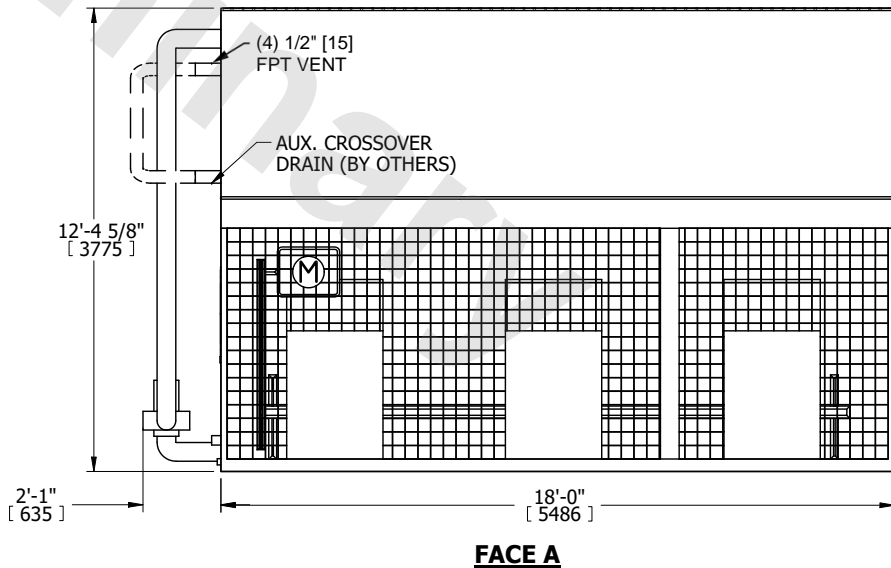 (4) 1/2" [15]
FPT VENT
AUX. CROSSOVER
DRAIN (BY OTHERS)
12'-4 5/8"
[ 3775 ]
M
2'-1"
[ 635 ]
18'-0"
[ 5486 ]
FACE A